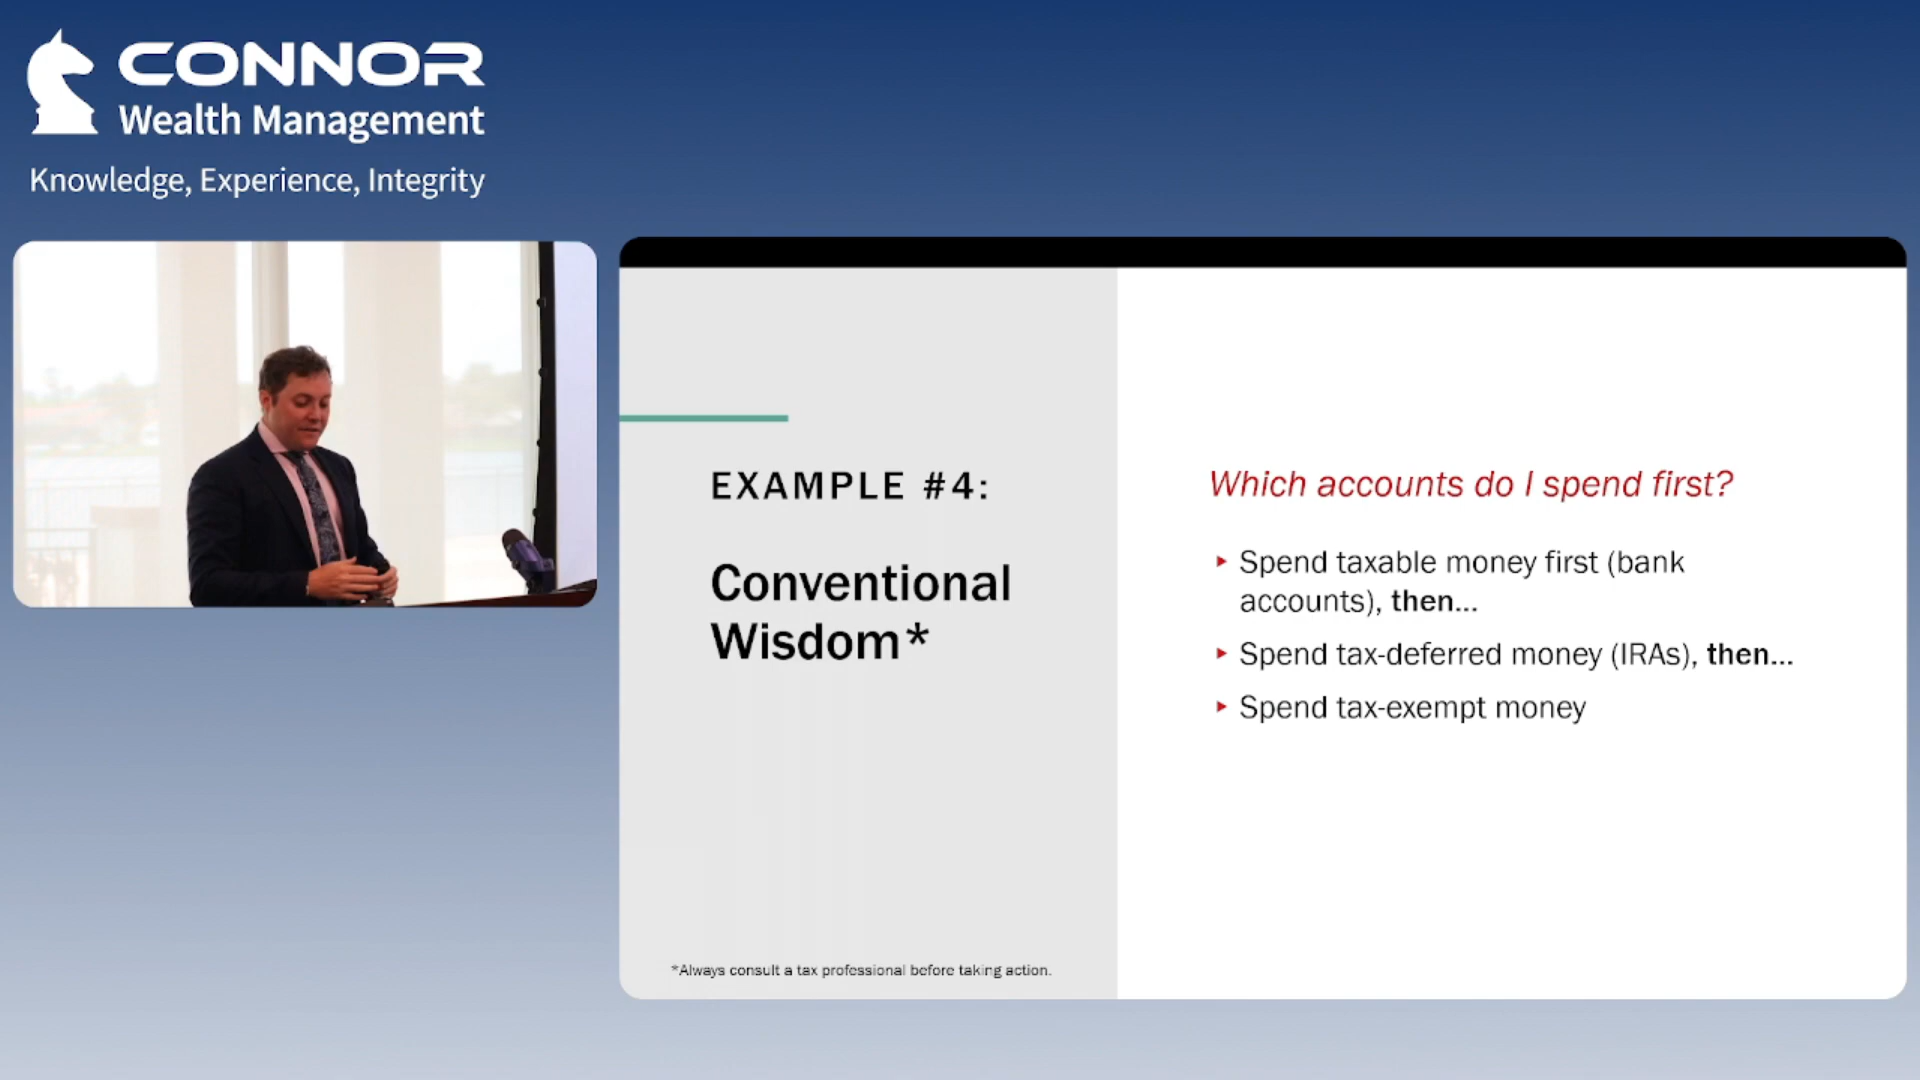 CONNOR
Wealth Management
Knowledge, Experience, Integrity
EXAMPLE #4:
Conventional
Wisdom*
*Always consult a tax professional before taking action.
Which accounts do I spend first?
▸ Spend taxable money first (bank
accounts), then...
▸ Spend tax-deferred money (IRAs), then...
▸ Spend tax-exempt money